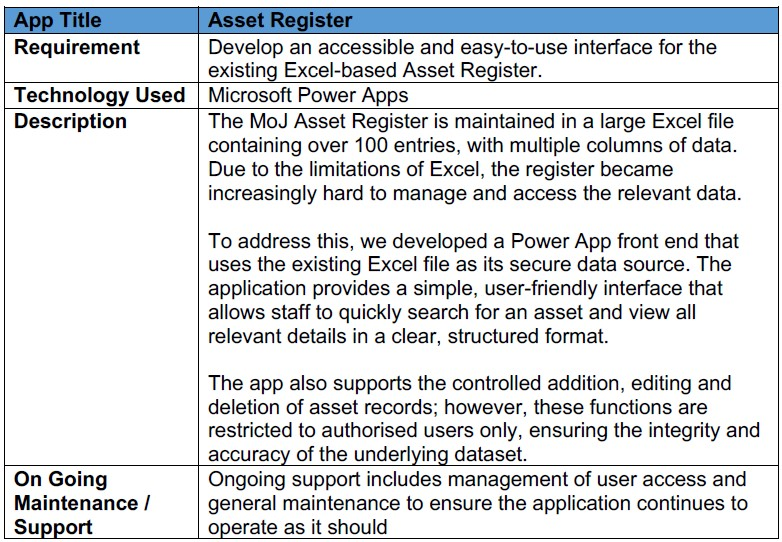 App Title Asset Register
Requirement Develop an accessible and easy-to-use interface for the
existing Excel-based Asset Register.
Technology Used Microsoft Power Apps
Description The MoJ Asset Register is maintained in a large Excel file
containing over 100 entries, with multiple columns of data.
Due to the limitations of Excel, the register became
increasingly hard to manage and access the relevant data.
To address this, we developed a Power App front end that
uses the existing Excel file as its secure data source. The
application provides a simple, user-friendly interface that
allows staff to quickly search for an asset and view all
relevant details in a clear, structured format.
The app also supports the controlled addition, editing and
deletion of asset records; however, these functions are
restricted to authorised users only, ensuring the integrity and
accuracy of the underlying dataset.
On Going Ongoing support includes management of user access and
Maintenance / general maintenance to ensure the application continues to
Support operate as it should